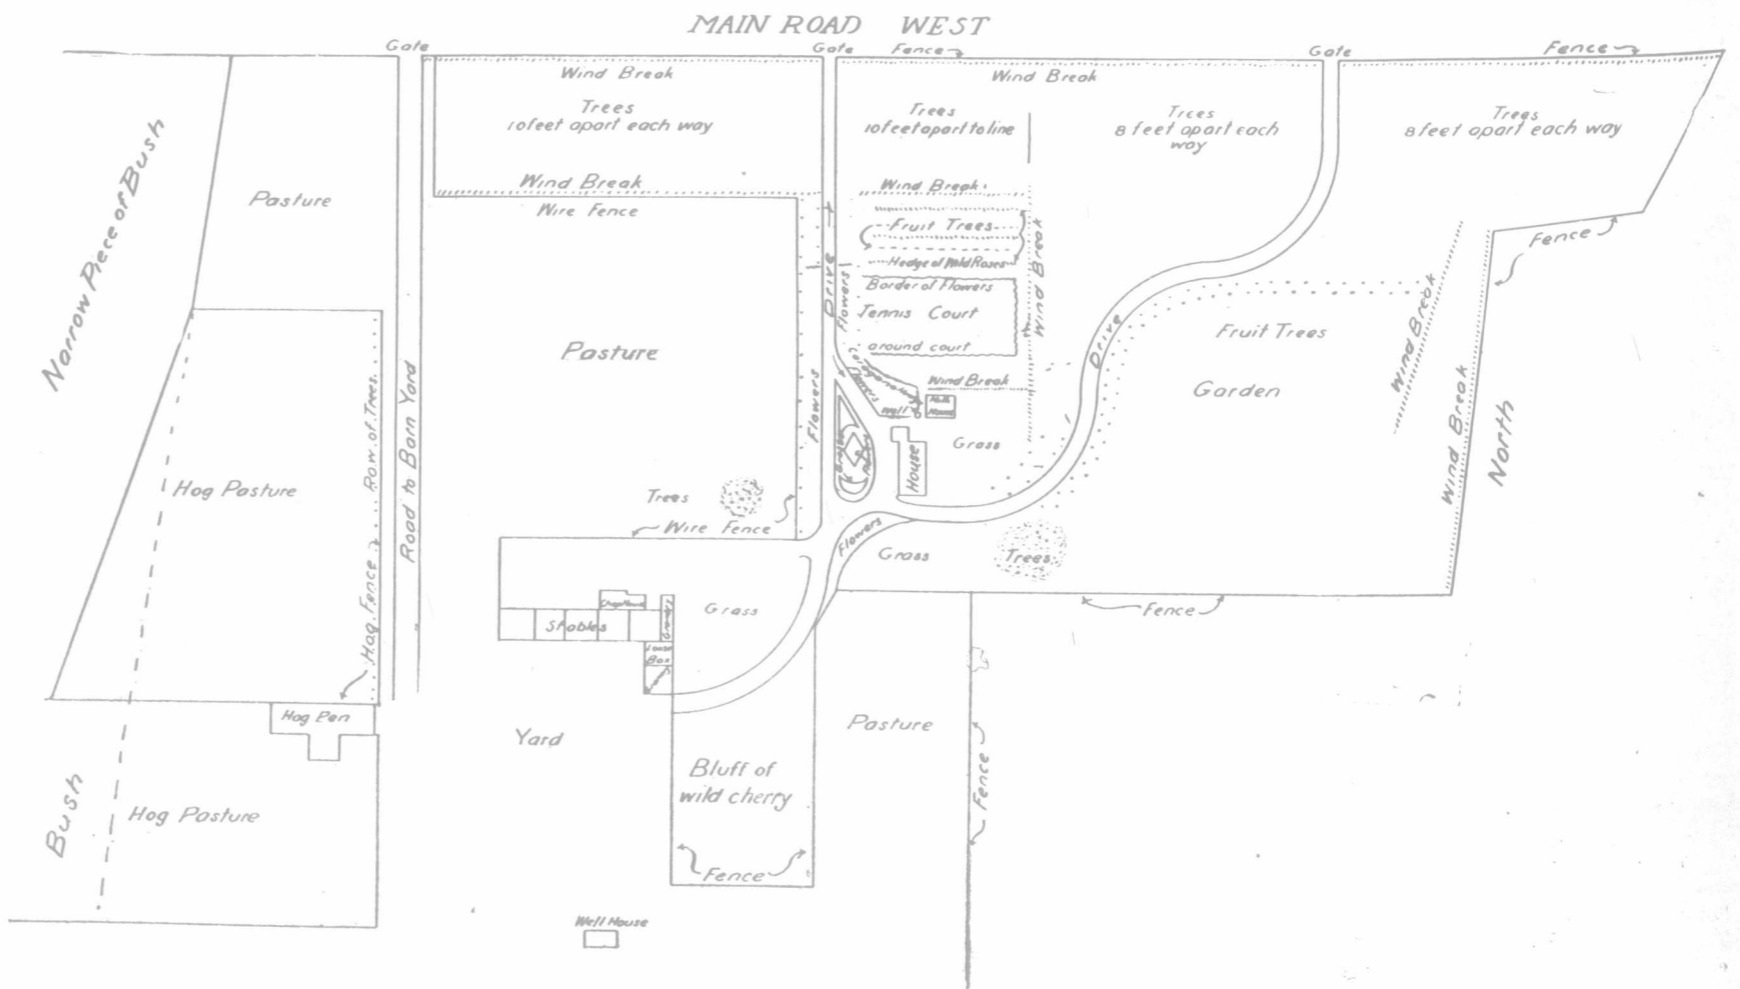 MAIN ROAD WEST
Gate
Gate
Fence
Gate
Fence
Wind Break
Wind Break
Trees
10 feet apart each way
Trees
10 feet apart to line
Trees
8 feet apart each
way
Trees
8 feet apart each way
Narrow Piece of Bush
Pasture
Wind Break
Wire Fence
Wind Break
Fruit Trees
Hedge of Wild Roses
Border of Flowers
Tennis Court
around court
Wind Break
Drive
Flowers
Wind Break
Fence
Pasture
Flowers
Caragana
Flowers
Well
Milk
House
Grass
House
Drive
Fruit Trees
Garden
Wind Break
Wind Break
North
Hog Pasture
Row of Trees
Hog Fence
Road to Barn Yard
Trees
Wire Fence
Flowers
Grass
Trees
Fence
Stables
Grass
Loose
Box
Hog Pen
Yard
Pasture
Fence
Bluff of
wild cherry
Fence
Bush
Hog Pasture
Well House